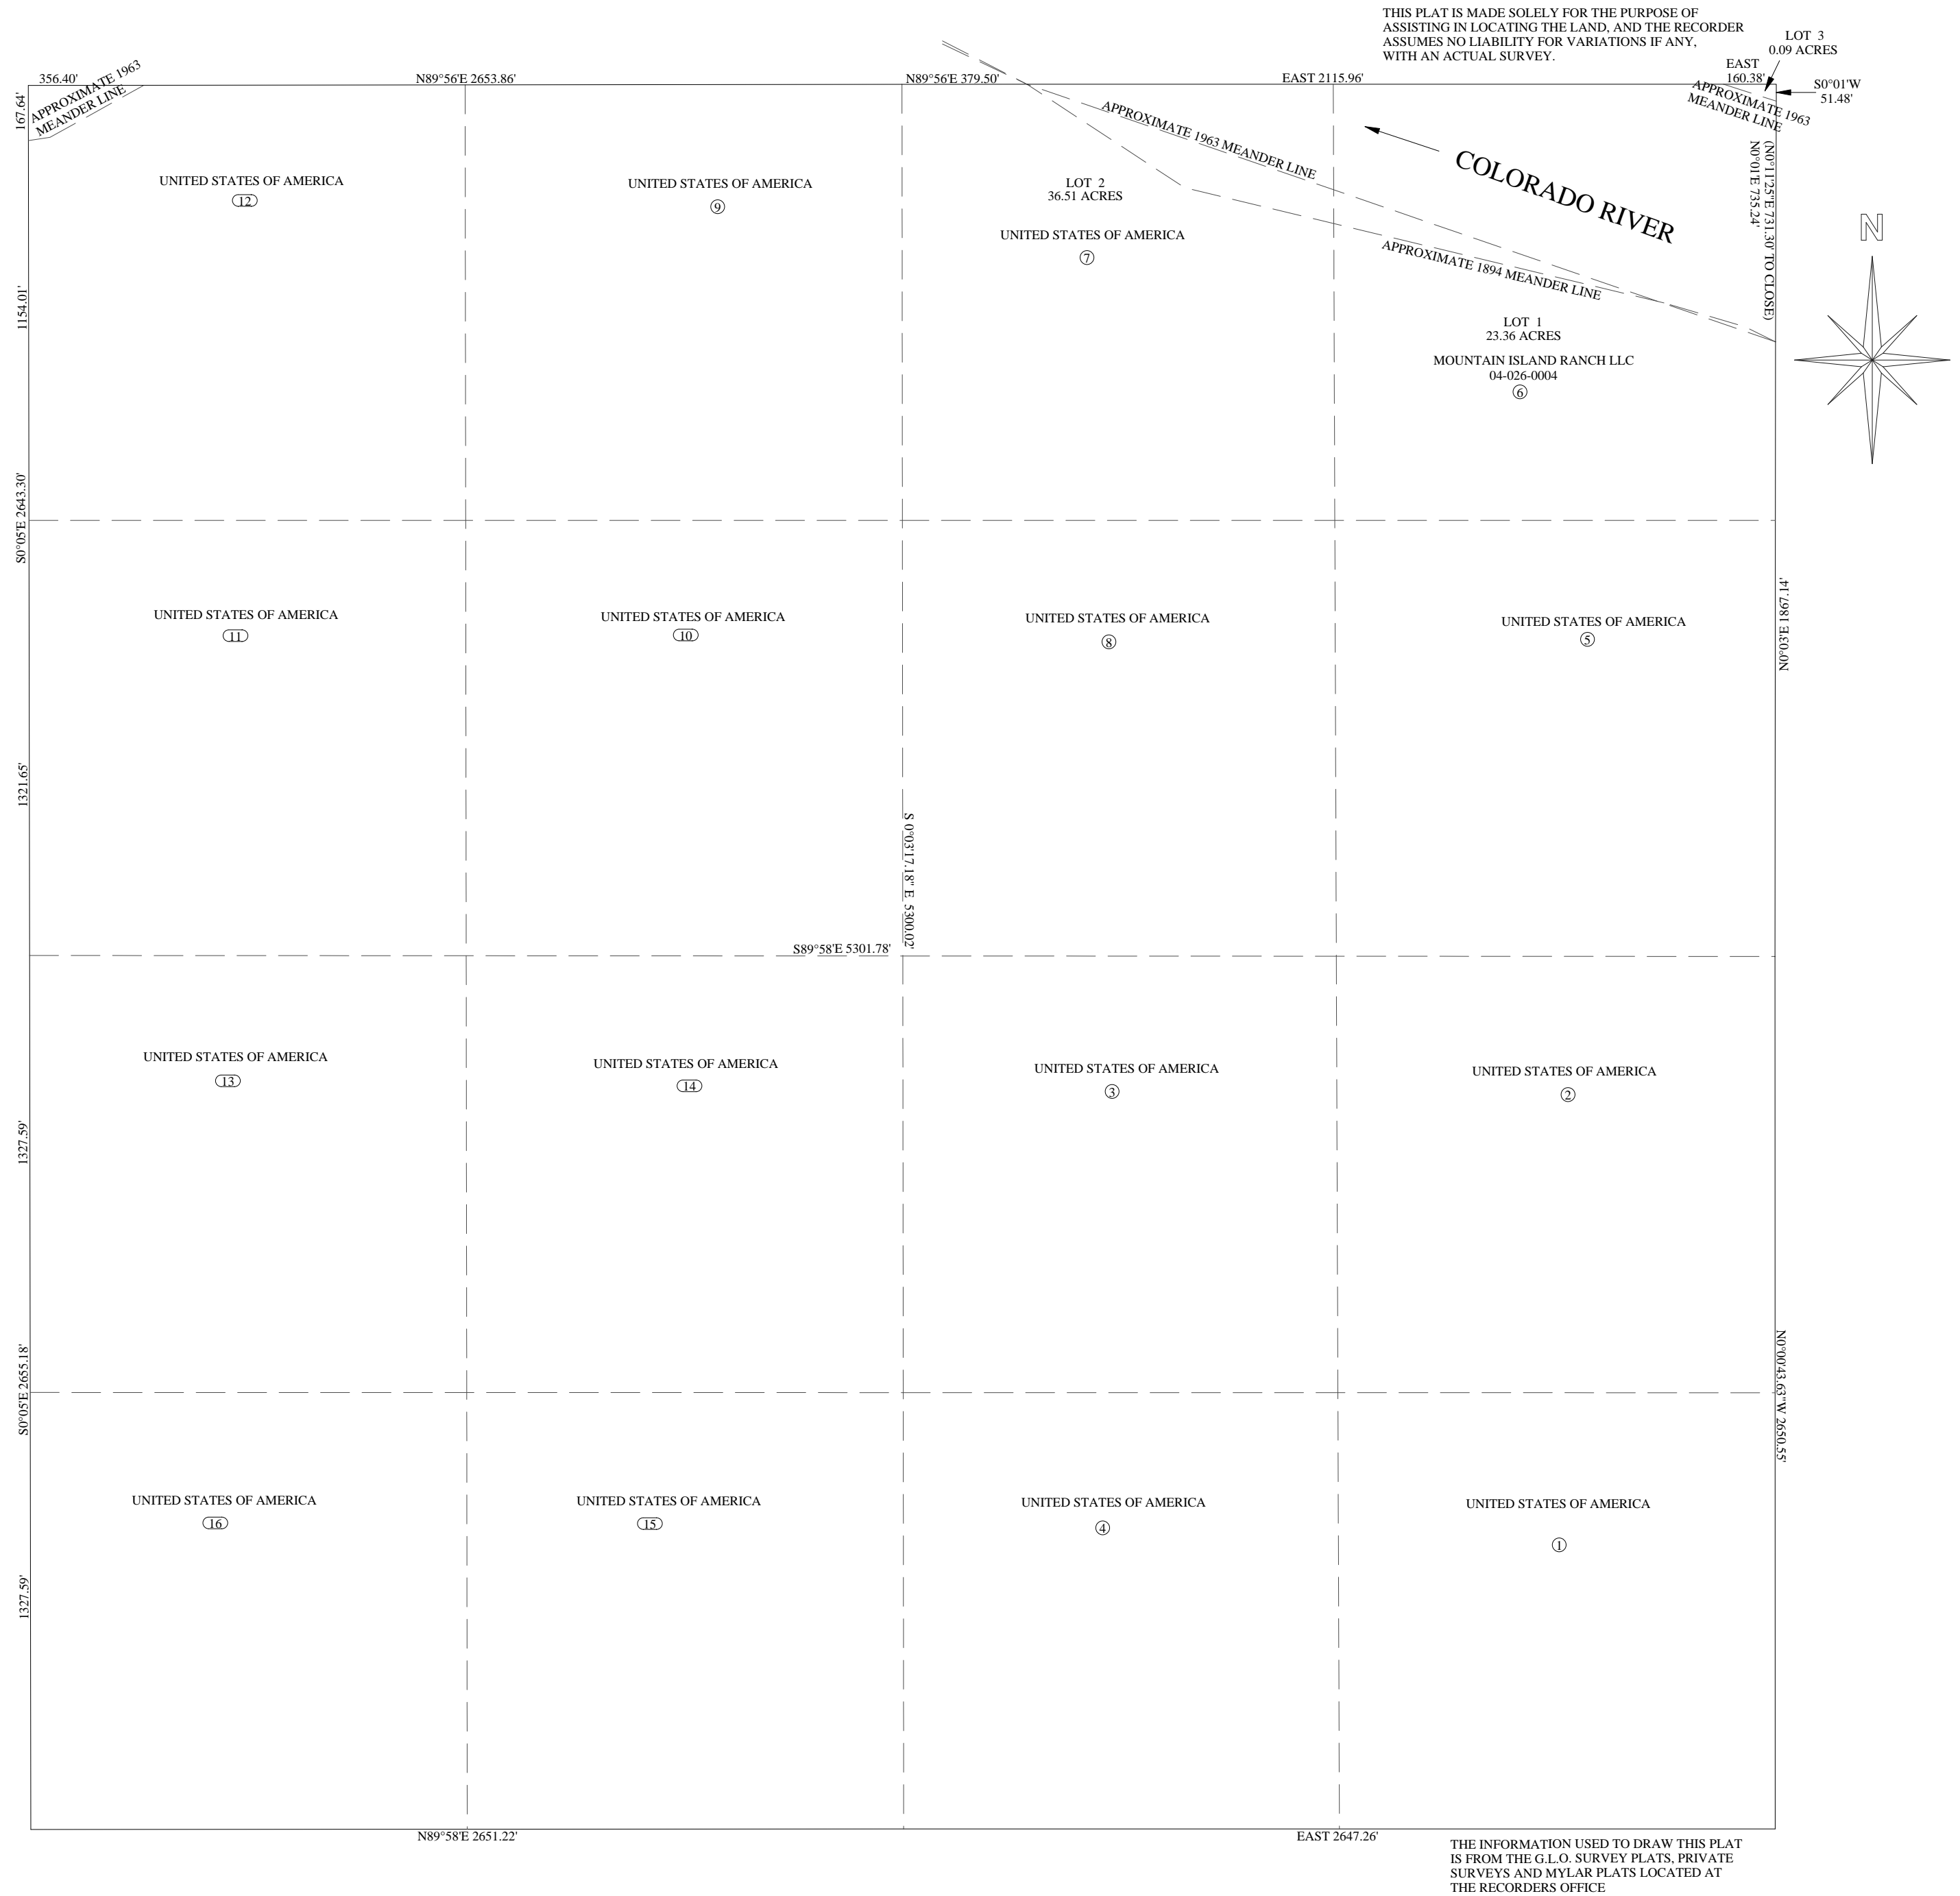 THIS PLAT IS MADE SOLELY FOR THE PURPOSE OF
ASSISTING IN LOCATING THE LAND, AND THE RECORDER
ASSUMES NO LIABILITY FOR VARIATIONS IF ANY,
WITH AN ACTUAL SURVEY.
LOT 3
0.09 ACRES
356.40'
N89°56'E 2653.86'
N89°56'E 379.50'
EAST 2115.96'
EAST
160.38'
S0°01'W
51.48'
167.64'
APPROXIMATE 1963
MEANDER LINE
APPROXIMATE 1963 MEANDER LINE
APPROXIMATE 1963
MEANDER LINE
COLORADO RIVER
(N0°11'25"E 731.30' TO CLOSE)
N0°01'E 735.24'
UNITED STATES OF AMERICA
12
UNITED STATES OF AMERICA
9
LOT 2
36.51 ACRES
UNITED STATES OF AMERICA
7
APPROXIMATE 1894 MEANDER LINE
N
1154.01'
LOT 1
23.36 ACRES
MOUNTAIN ISLAND RANCH LLC
04-026-0004
6
S0°05'E 2643.30'
UNITED STATES OF AMERICA
11
UNITED STATES OF AMERICA
10
UNITED STATES OF AMERICA
8
UNITED STATES OF AMERICA
5
N0°03'E 1867.14'
1321.65'
S 0°03'17.18" E 5300.02'
S89°58'E 5301.78'
UNITED STATES OF AMERICA
13
UNITED STATES OF AMERICA
14
UNITED STATES OF AMERICA
3
UNITED STATES OF AMERICA
2
1327.59'
S0°05'E 2655.18'
N0°00'43.63"W 2650.55'
UNITED STATES OF AMERICA
16
UNITED STATES OF AMERICA
15
UNITED STATES OF AMERICA
4
UNITED STATES OF AMERICA
1
1327.59'
N89°58'E 2651.22'
EAST 2647.26'
THE INFORMATION USED TO DRAW THIS PLAT
IS FROM THE G.L.O. SURVEY PLATS, PRIVATE
SURVEYS AND MYLAR PLATS LOCATED AT
THE RECORDERS OFFICE